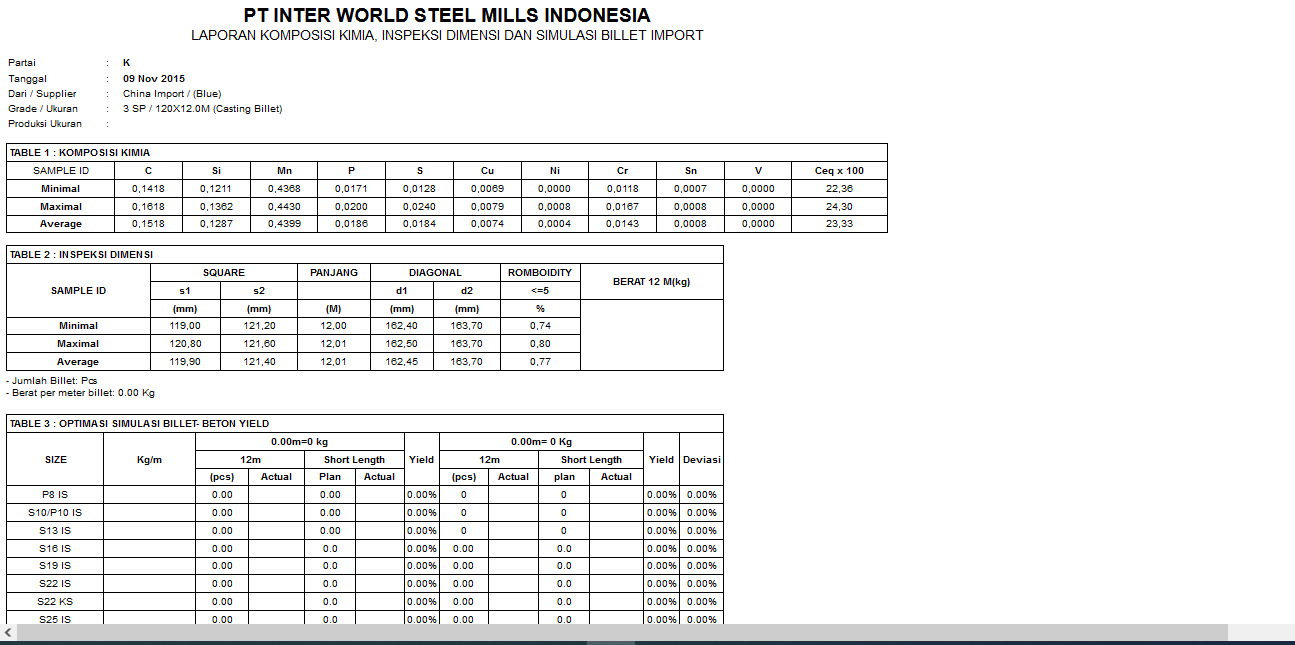 PT INTER WORLD STEEL MILLS INDONESIA
LAPORAN KOMPOSISI KIMIA, INSPEKSI DIMENSI DAN SIMULASI BILLET IMPORT
Partai : K
Tanggal : 09 Nov 2015
Dari / Supplier : China Import / (Blue)
Grade / Ukuran : 3 SP / 120X12.0M (Casting Billet)
Produksi Ukuran :
TABLE 1 : KOMPOSISI KIMIA
SAMPLE ID C Si Mn P S Cu Ni Cr Sn V Ceq x 100
Minimal 0,1418 0,1211 0,4368 0,0171 0,0128 0,0069 0,0000 0,0118 0,0007 0,0000 22,36
Maximal 0,1618 0,1362 0,4430 0,0200 0,0240 0,0079 0,0008 0,0167 0,0008 0,0000 24,30
Average 0,1518 0,1287 0,4399 0,0186 0,0184 0,0074 0,0004 0,0143 0,0008 0,0000 23,33
TABLE 2 : INSPEKSI DIMENSI
SAMPLE ID SQUARE PANJANG DIAGONAL ROMBOIDITY BERAT 12 M(kg)
s1 s2 d1 d2 <=5
(mm) (mm) (M) (mm) (mm) %
Minimal 119,00 121,20 12,00 162,40 163,70 0,74
Maximal 120,80 121,60 12,01 162,50 163,70 0,80
Average 119,90 121,40 12,01 162,45 163,70 0,77
- Jumlah Billet: Pcs
- Berat per meter billet: 0.00 Kg
TABLE 3 : OPTIMASI SIMULASI BILLET- BETON YIELD
SIZE Kg/m 0.00m=0 kg Yield 0.00m= 0 Kg Yield Deviasi
12m Short Length 12m Short Length
(pcs) Actual Plan Actual (pcs) Actual plan Actual
P8 IS 0.00 0.00 0.00% 0 0 0.00% 0.00%
S10/P10 IS 0.00 0.00 0.00% 0 0 0.00% 0.00%
S13 IS 0.00 0.00 0.00% 0 0 0.00% 0.00%
S16 IS 0.00 0.0 0.00% 0.00 0.0 0.00% 0.00%
S19 IS 0.00 0.0 0.00% 0.00 0.0 0.00% 0.00%
S22 IS 0.00 0.0 0.00% 0.00 0.0 0.00% 0.00%
S22 KS 0.00 0.0 0.00% 0.00 0.0 0.00% 0.00%
S25 IS 0.00 0.0 0.00% 0.00 0.0 0.00% 0.00%